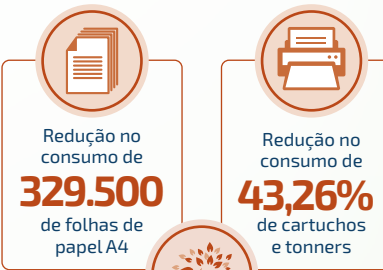 Redução no
consumo de
329.500
de folhas de
papel A4
Redução no
consumo de
43,26%
de cartuchos
e tonners